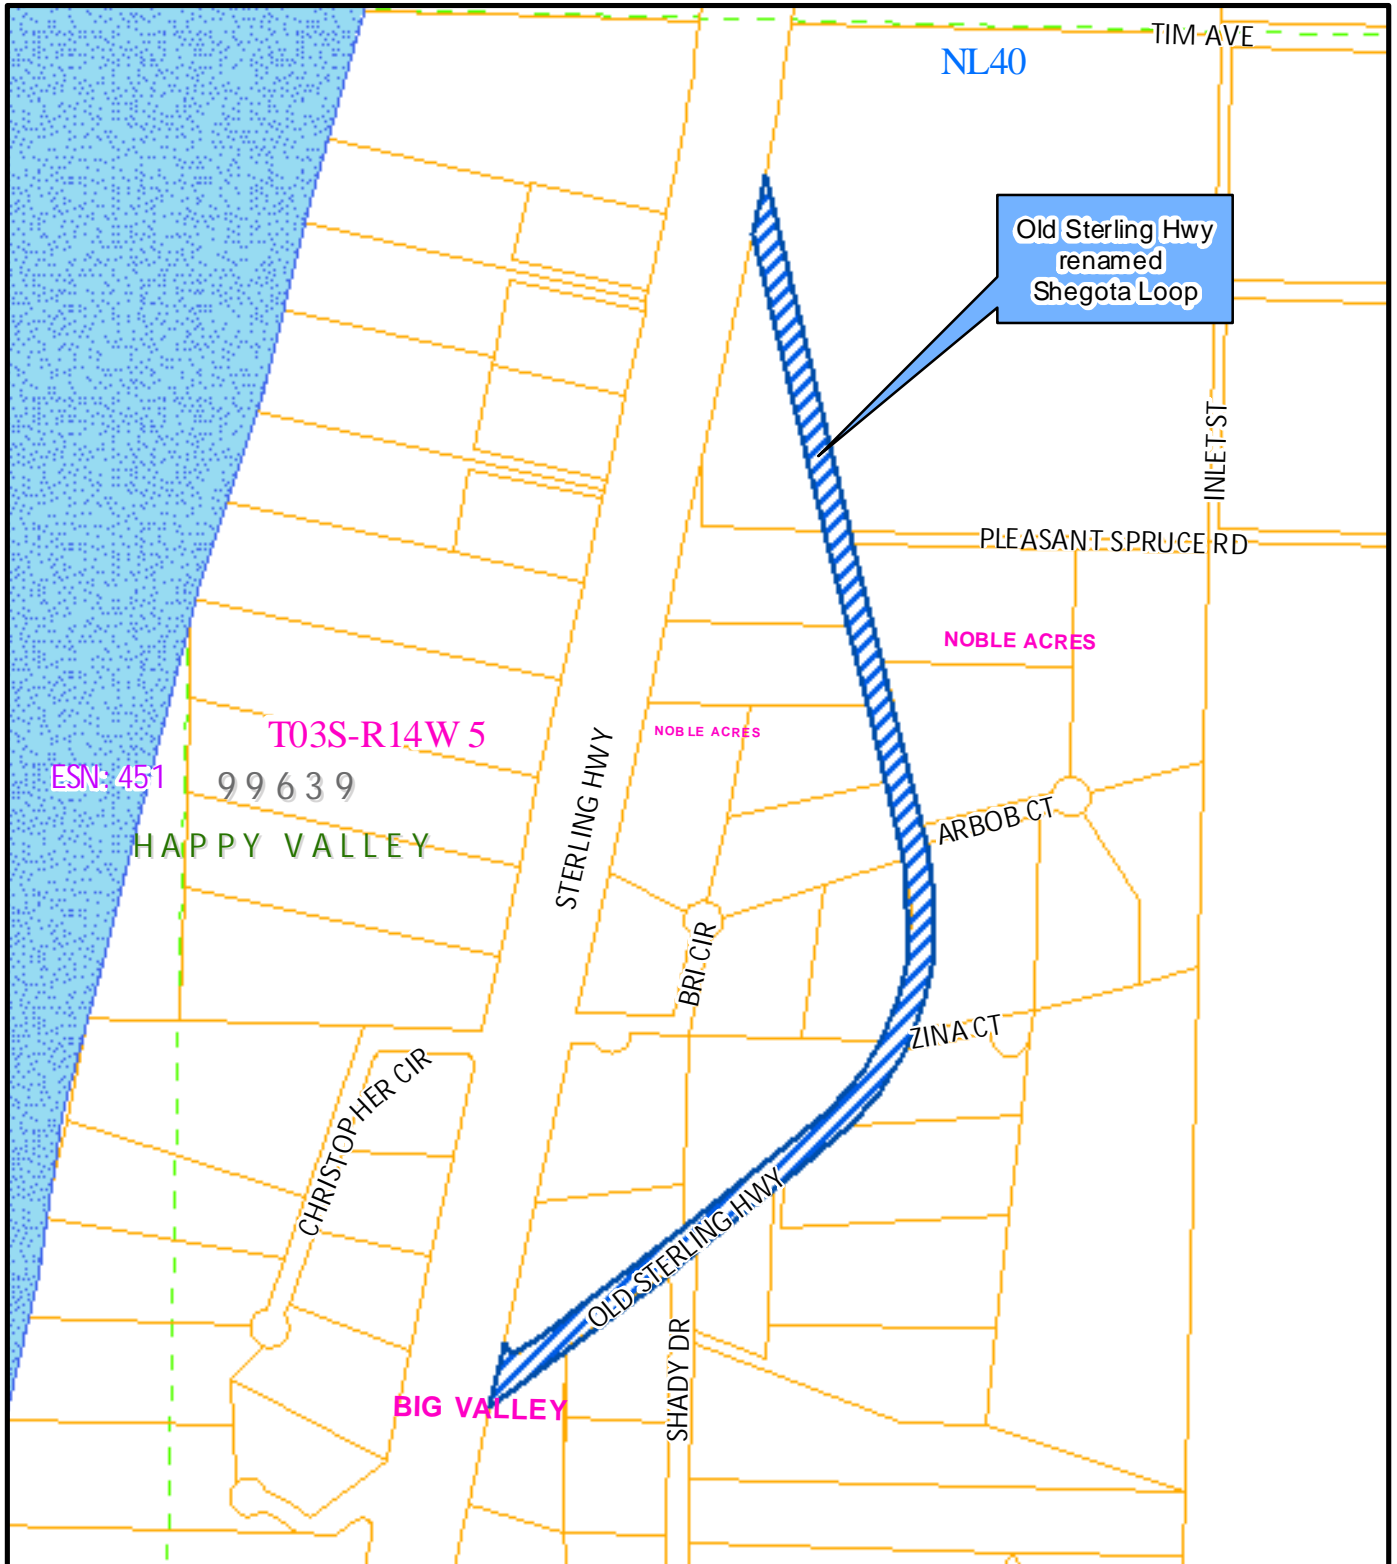 TIM AVE
NL40
Old Sterling Hwy
renamed
Shegota Loop
INLET ST
PLEASANT SPRUCE RD
NOBLE ACRES
NOBLE ACRES
T03S-R14W 5
ESN: 451
99639
HAPPY VALLEY
STERLING HWY
ARBOB CT
BRI CIR
ZINA CT
CHRISTOPHER CIR
OLD STERLING HWY
SHADY DR
BIG VALLEY